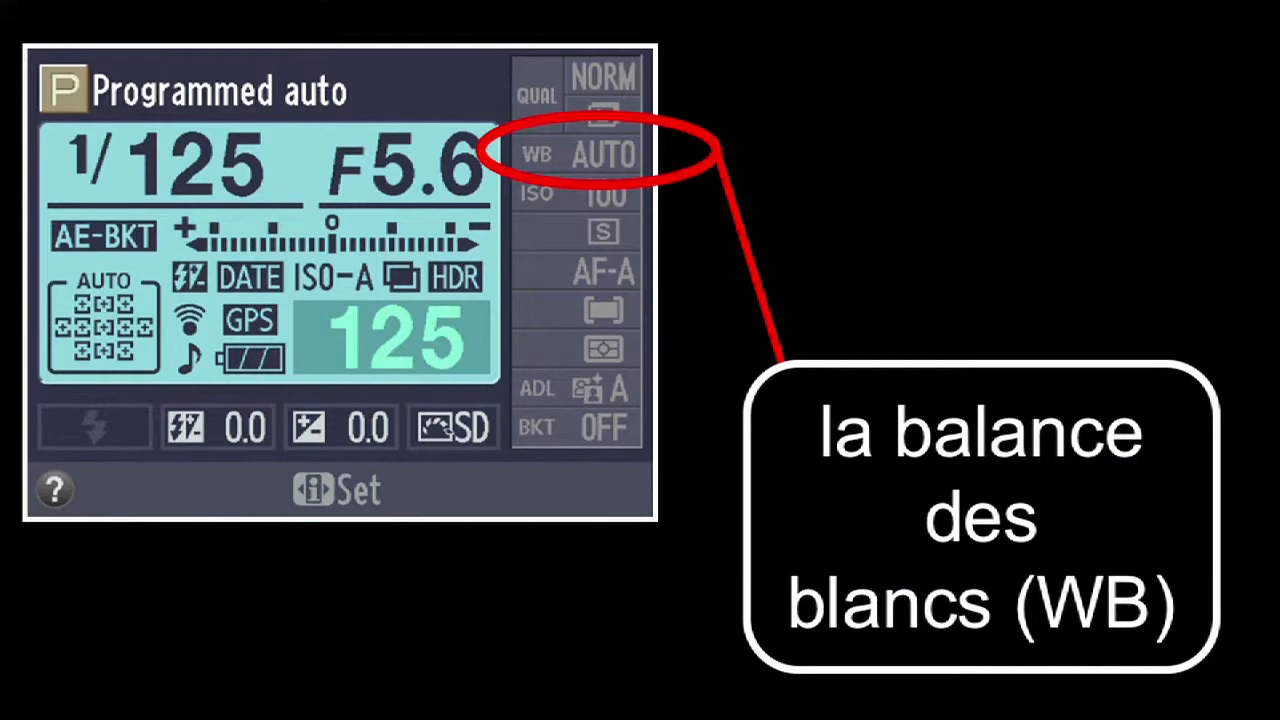 P Programmed auto
QUAL NORM
1/125 F5.6
WB AUTO
ISO 100
AE-BKT + o -
S
DATE ISO-A HDR
AF-A
AUTO
GPS 125
ADL A
0.0 0.0 SD
BKT OFF
? i Set
la balance
des
blancs (WB)